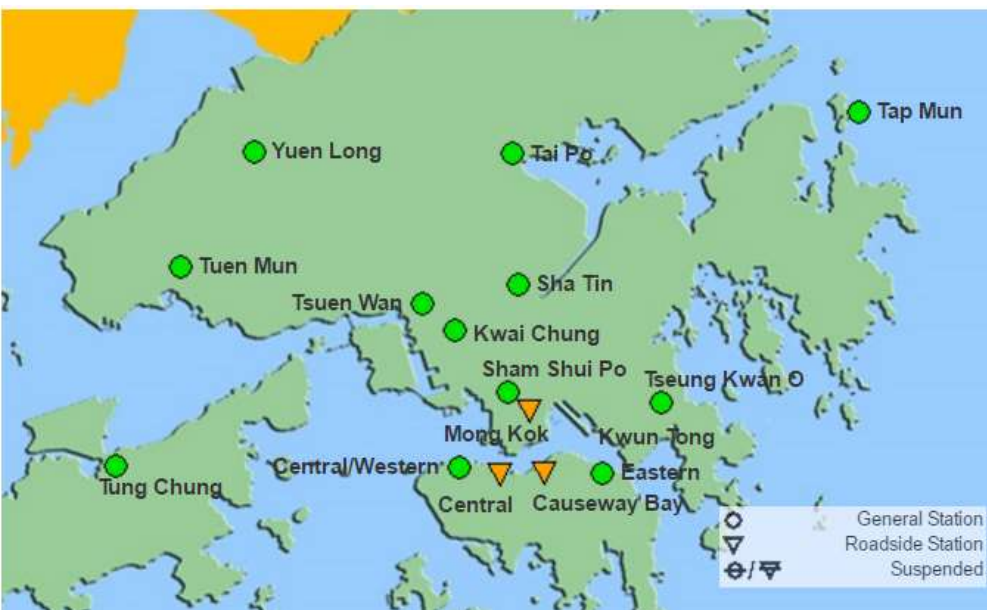 Tap Mun
Yuen Long
Tai Po
Tuen Mun
Sha Tin
Tsuen Wan
Kwai Chung
Sham Shui Po
Tseung Kwan O
Mong Kok
Kwun Tong
Central/Western
Eastern
Tung Chung
Central
Causeway Bay
General Station
Roadside Station
/
Suspended